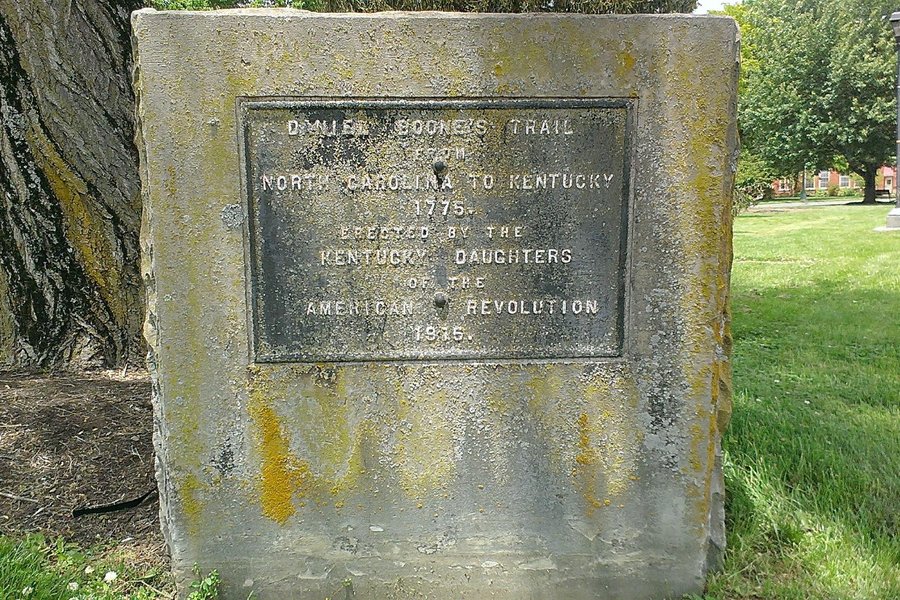 DANIEL BOONE'S TRAIL
FROM
NORTH CAROLINA TO KENTUCKY
1775.
ERECTED BY THE
KENTUCKY DAUGHTERS
OF THE
AMERICAN REVOLUTION
1915.